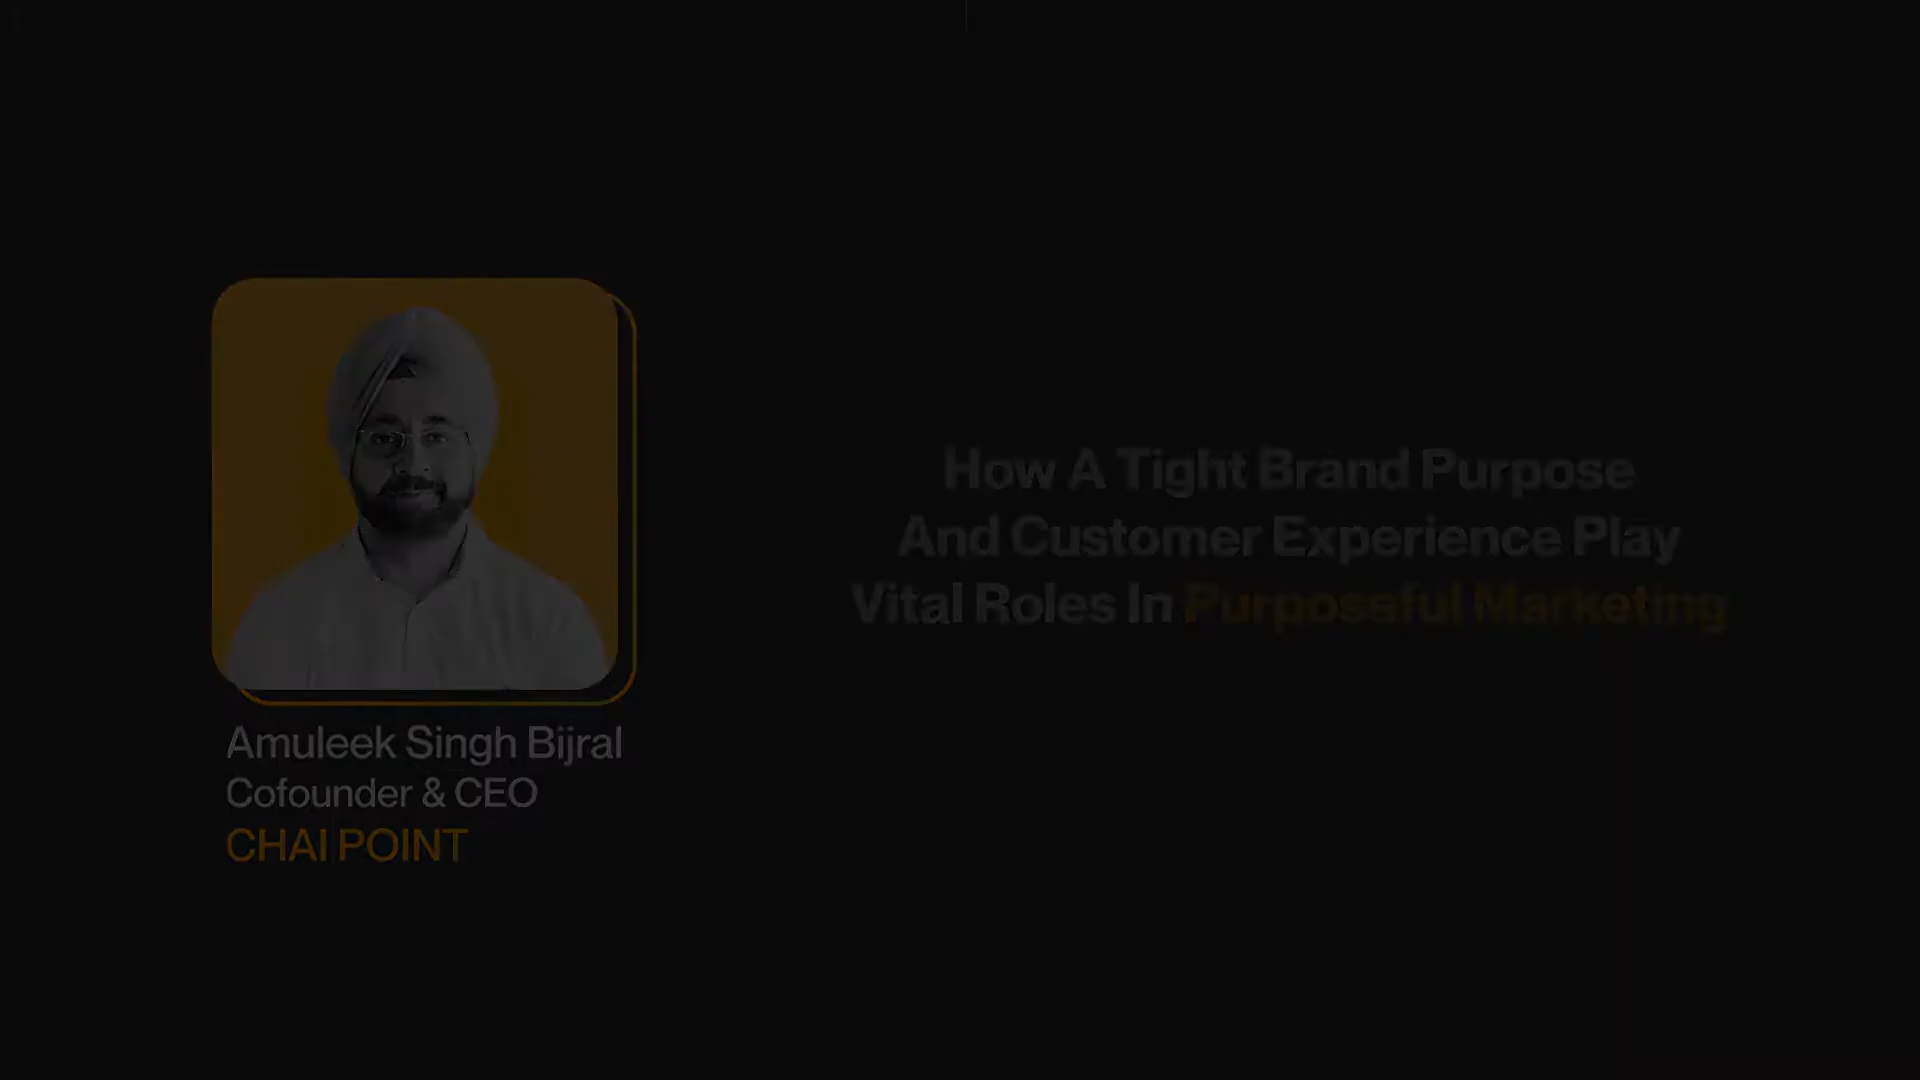 Amuleek Singh Bijral
Cofounder & CEO
CHAI POINT
How A Tight Brand Purpose
And Customer Experience Play
Vital Roles In Purposeful Marketing